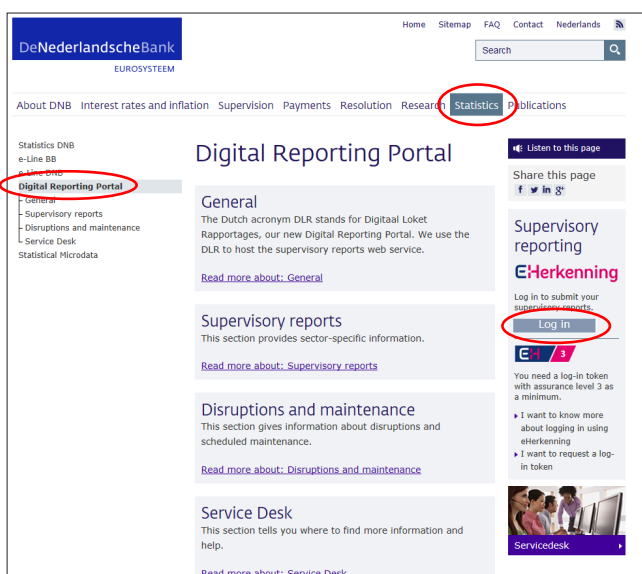 Home Sitemap FAQ Contact Nederlands
DeNederlandscheBank
EUROSYSTEEM
Search
About DNB Interest rates and inflation Supervision Payments Resolution Research Statistics Publications
Statistics DNB
e-Line BB
e-Line DNB
Digital Reporting Portal
- General
- Supervisory reports
- Disruptions and maintenance
- Service Desk
Statistical Microdata
Digital Reporting Portal
General
The Dutch acronym DLR stands for Digitaal Loket
Rapportages, our new Digital Reporting Portal. We use the
DLR to host the supervisory reports web service.
Read more about: General
Supervisory reports
This section provides sector-specific information.
Read more about: Supervisory reports
Disruptions and maintenance
This section gives information about disruptions and
scheduled maintenance.
Read more about: Disruptions and maintenance
Service Desk
This section tells you where to find more information and
help.
Read more about: Service Desk
Listen to this page
Share this page
f in g+
Supervisory
reporting
eHerkenning
Log in to submit your
supervisory reports.
Log in
EH 3
You need a log-in token
with assurance level 3 as
a minimum.
I want to know more
about logging in using
eHerkenning
I want to request a log-
in token
Servicedesk